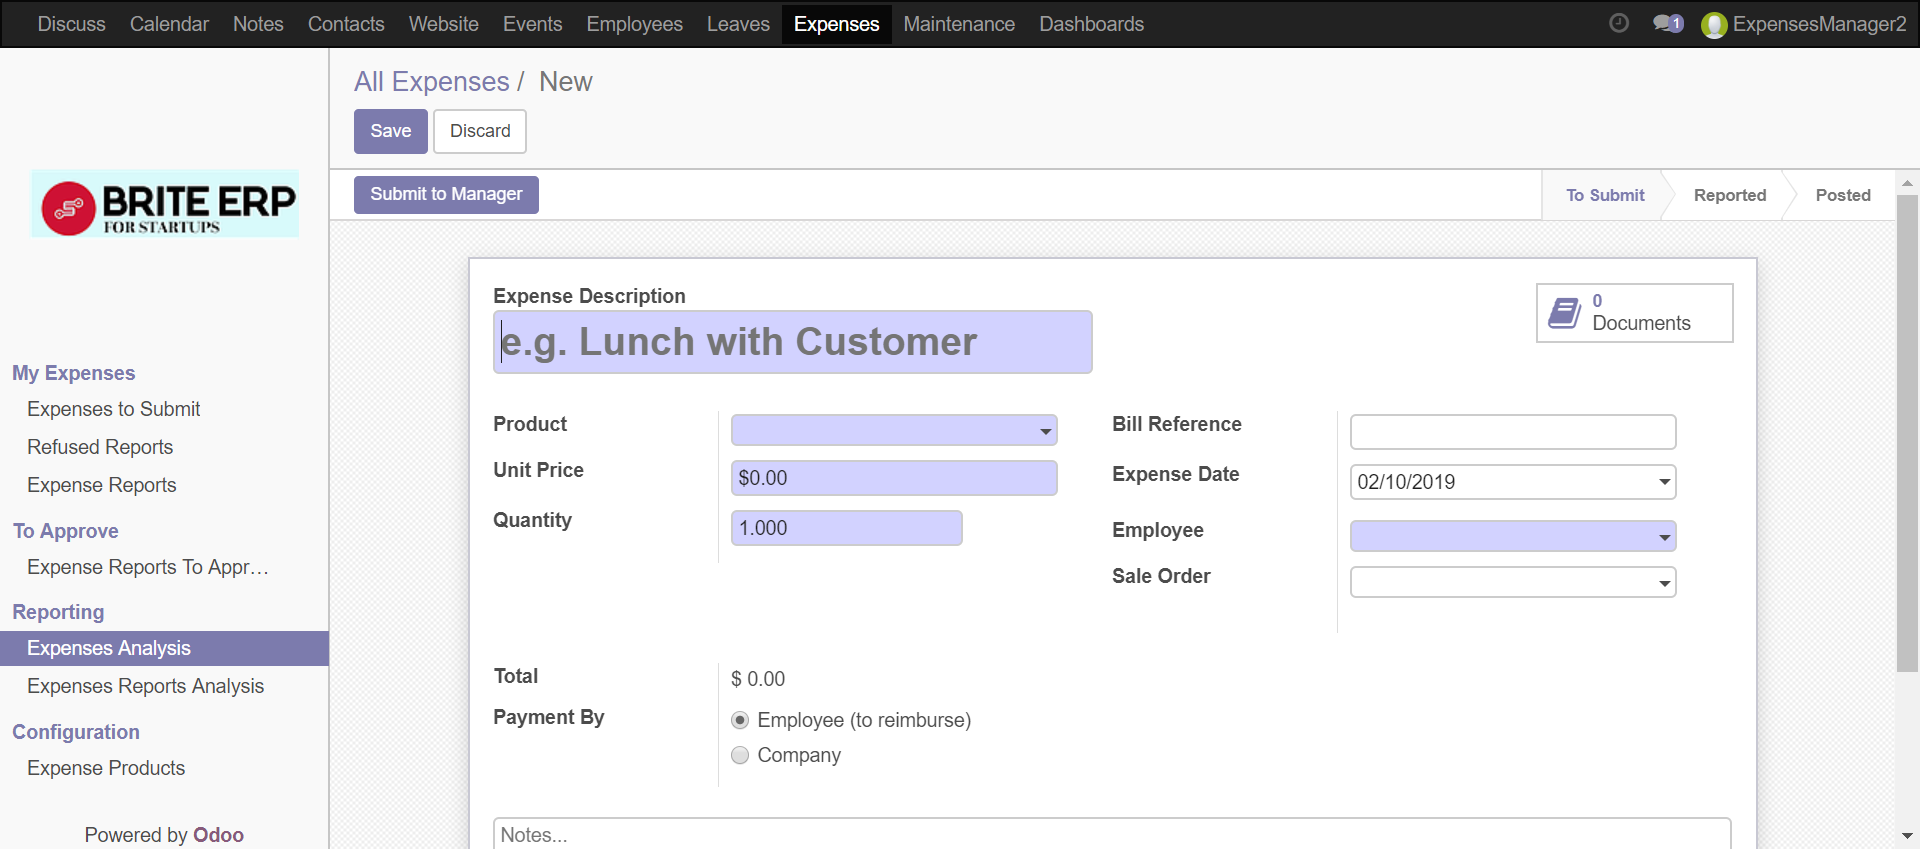 Discuss Calendar Notes Contacts Website Events Employees Leaves Expenses Maintenance Dashboards 1 ExpensesManager2
All Expenses / New
Save Discard
BRITE ERP
FOR STARTUPS
Submit to Manager To Submit Reported Posted
My Expenses
Expenses to Submit
Refused Reports
Expense Reports
To Approve
Expense Reports To Appr…
Reporting
Expenses Analysis
Expenses Reports Analysis
Configuration
Expense Products
Powered by Odoo
Expense Description
e.g. Lunch with Customer
0
Documents
Product
Unit Price $0.00
Quantity 1.000
Bill Reference
Expense Date 02/10/2019
Employee
Sale Order
Total $ 0.00
Payment By Employee (to reimburse)
Company
Notes...